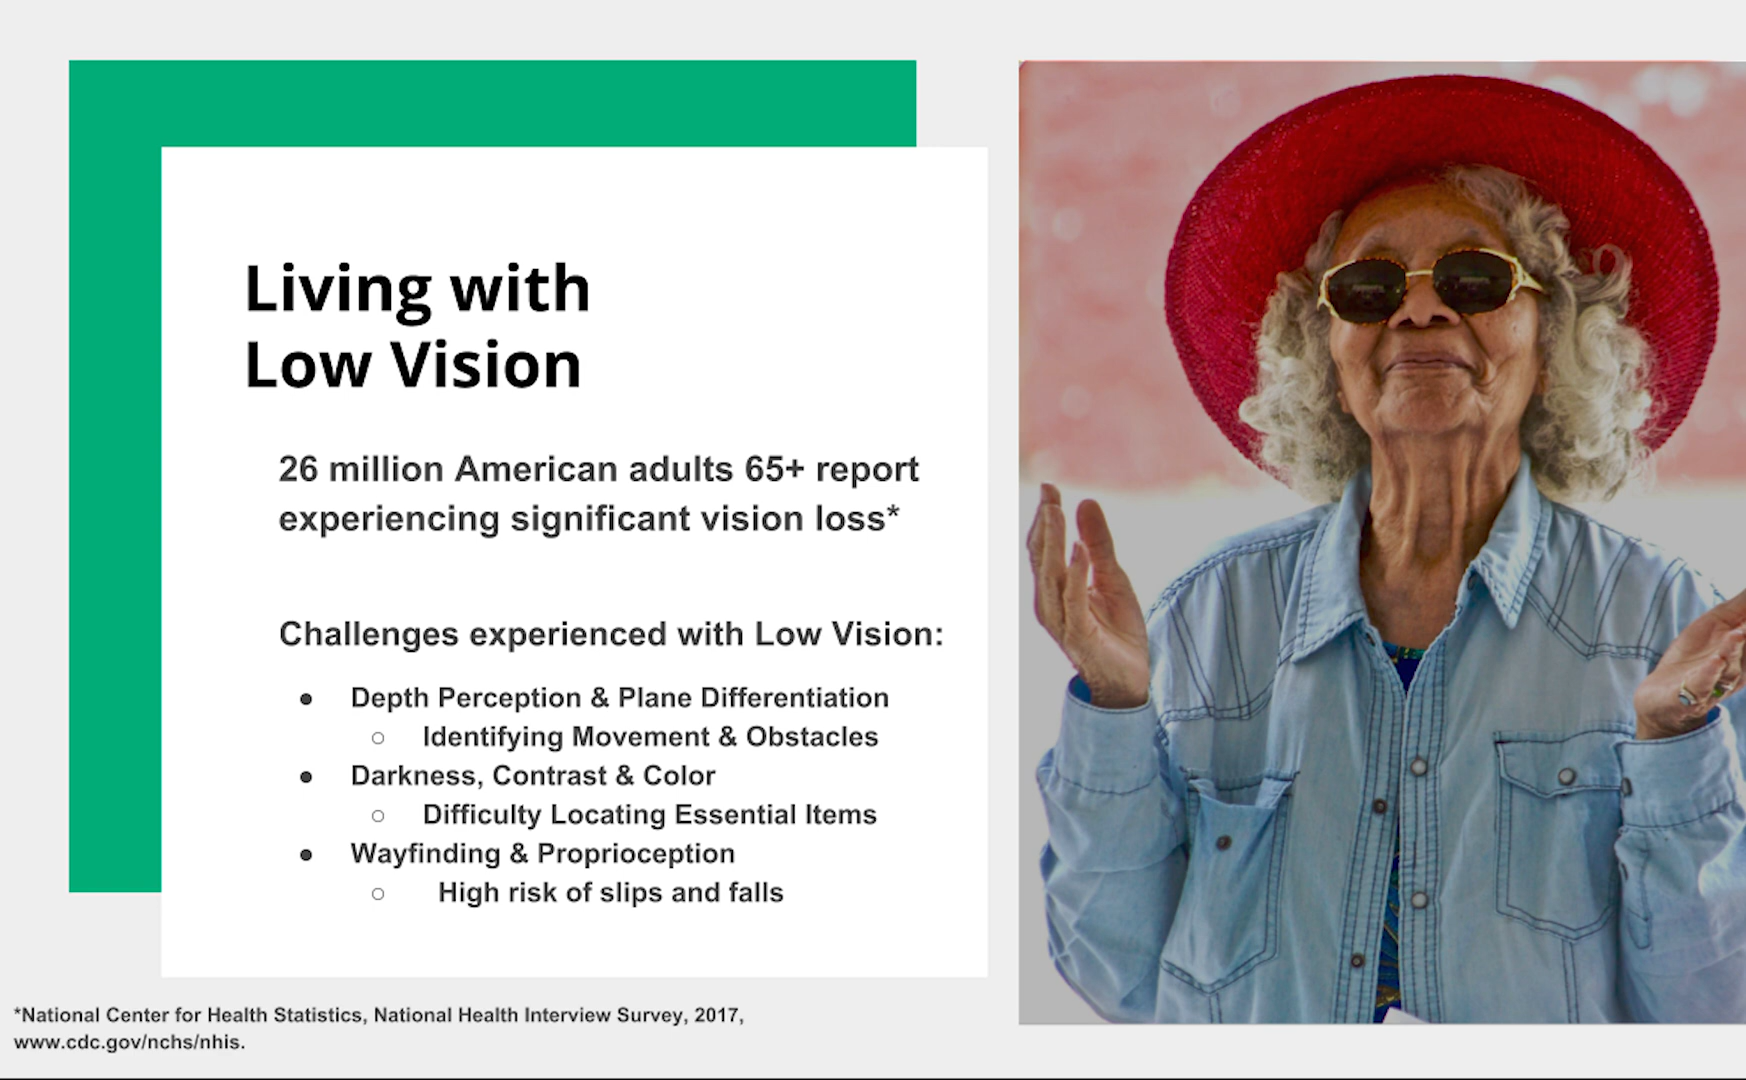 Living with
Low Vision
26 million American adults 65+ report
experiencing significant vision loss*
Challenges experienced with Low Vision:
● Depth Perception & Plane Differentiation
○ Identifying Movement & Obstacles
● Darkness, Contrast & Color
○ Difficulty Locating Essential Items
● Wayfinding & Proprioception
○ High risk of slips and falls
*National Center for Health Statistics, National Health Interview Survey, 2017,
www.cdc.gov/nchs/nhis.